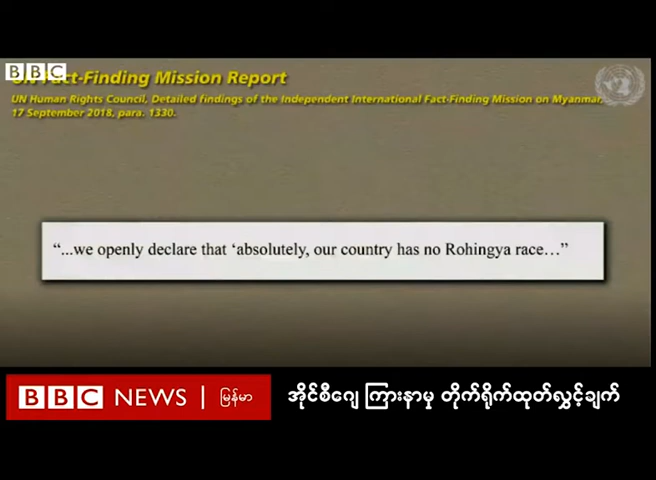 BBC
UN Fact-Finding Mission Report
UN Human Rights Council, Detailed findings of the Independent International Fact-Finding Mission on Myanmar,
17 September 2018, para. 1330.
“...we openly declare that ‘absolutely, our country has no Rohingya race…”
BBC NEWS | မြန်မာ
အိုင်စီဂျေ ကြားနာမှု တိုက်ရိုက်ထုတ်လွှင့်ချက်